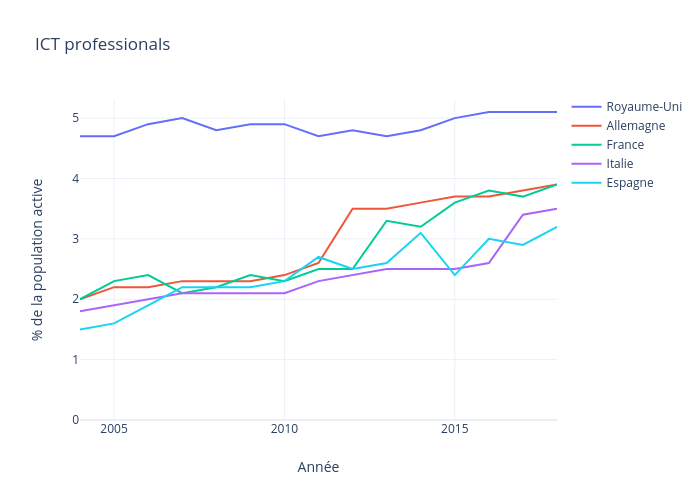 ICT professionals
Royaume-Uni
Allemagne
France
Italie
Espagne
5
4
3
2
1
0
% de la population active
2005
2010
2015
Année